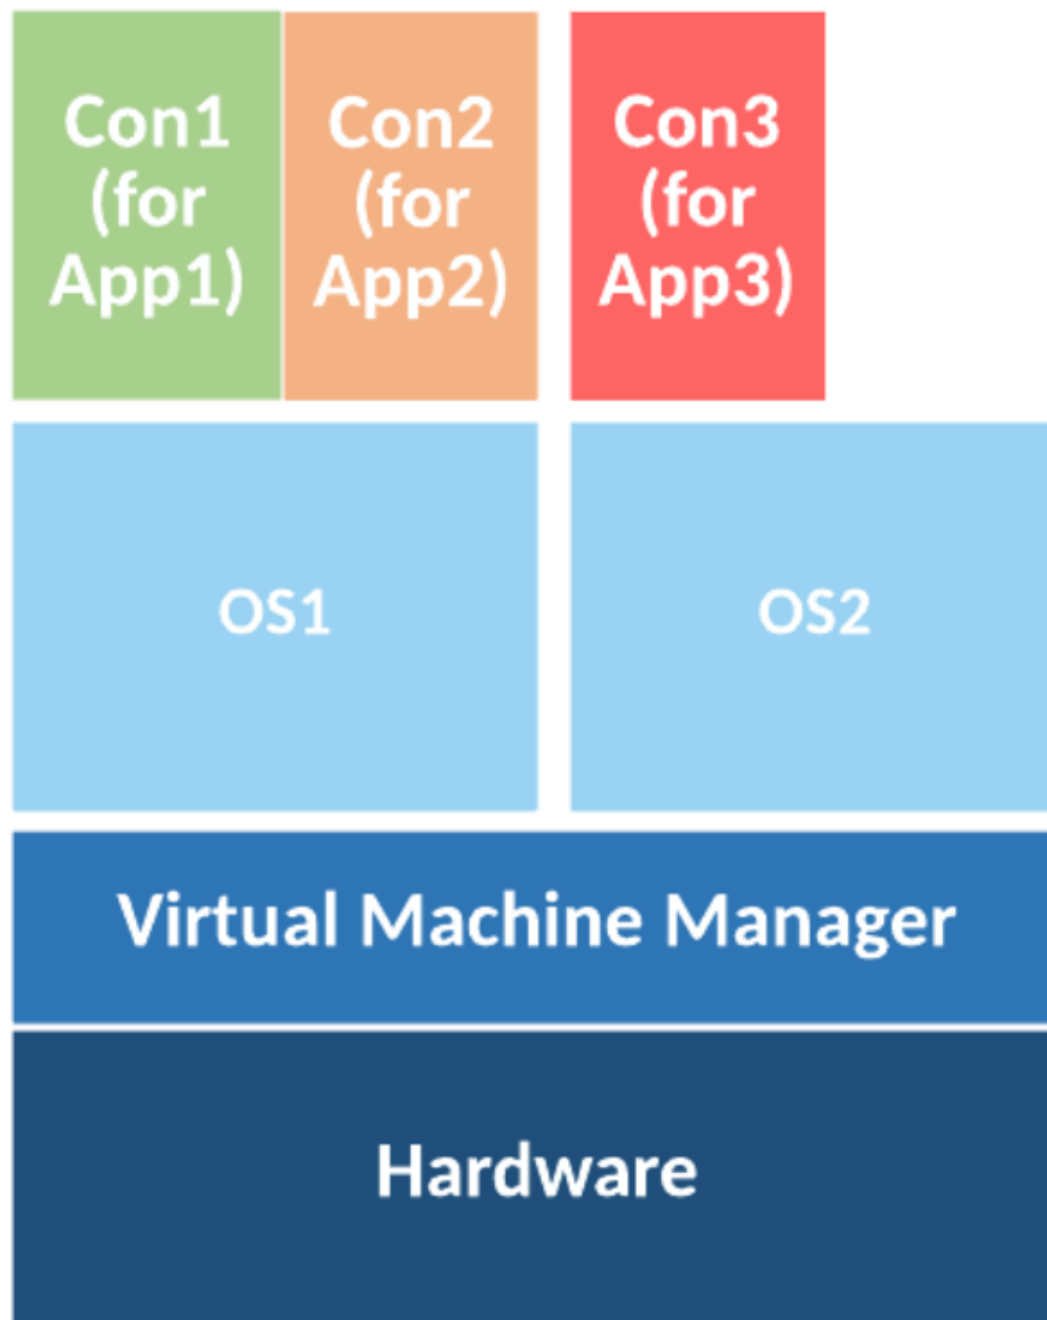 Con1
(for
App1)
Con2
(for
App2)
Con3
(for
App3)
OS1
OS2
Virtual Machine Manager
Hardware